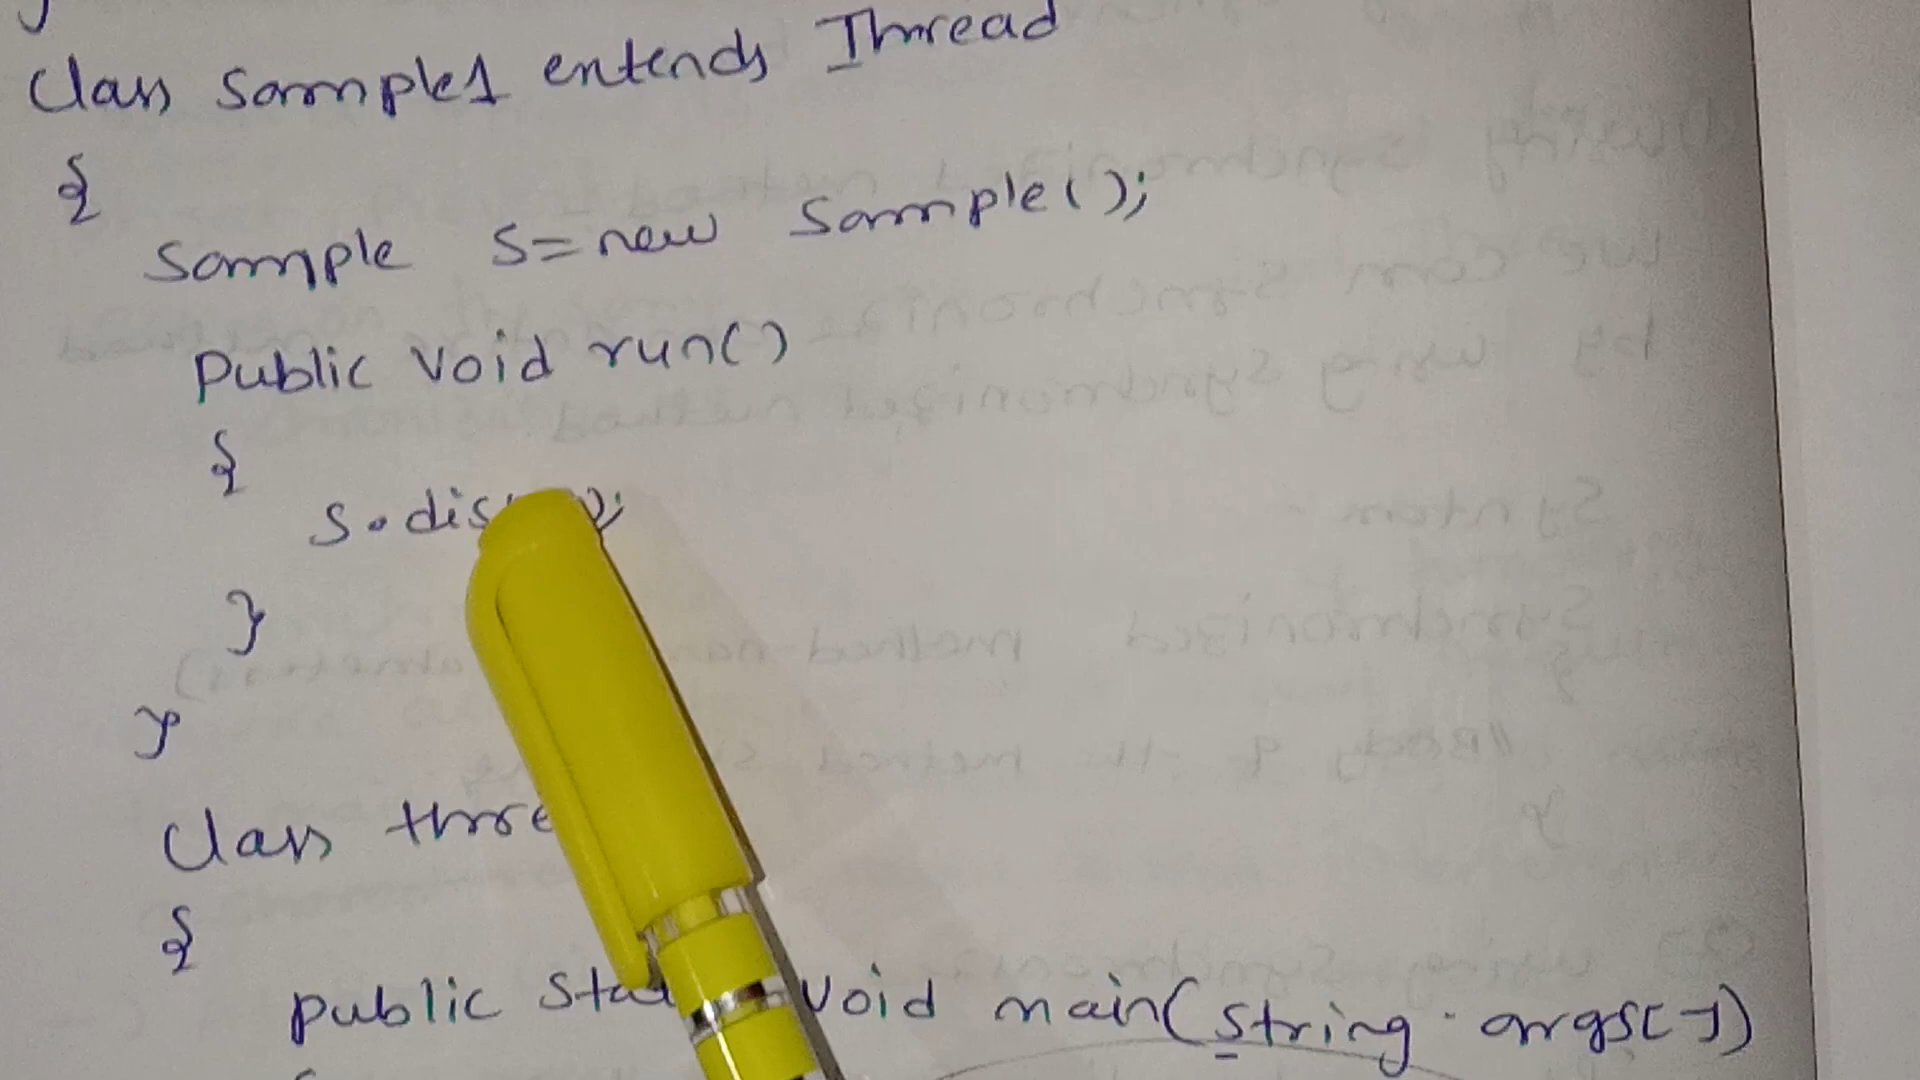 }
Class Sample1 extends Thread
{
Sample S=new Sample();
Public Void run()
{
S.dis );
}
}
Class thre
{
public sta Void main(String args[])
{